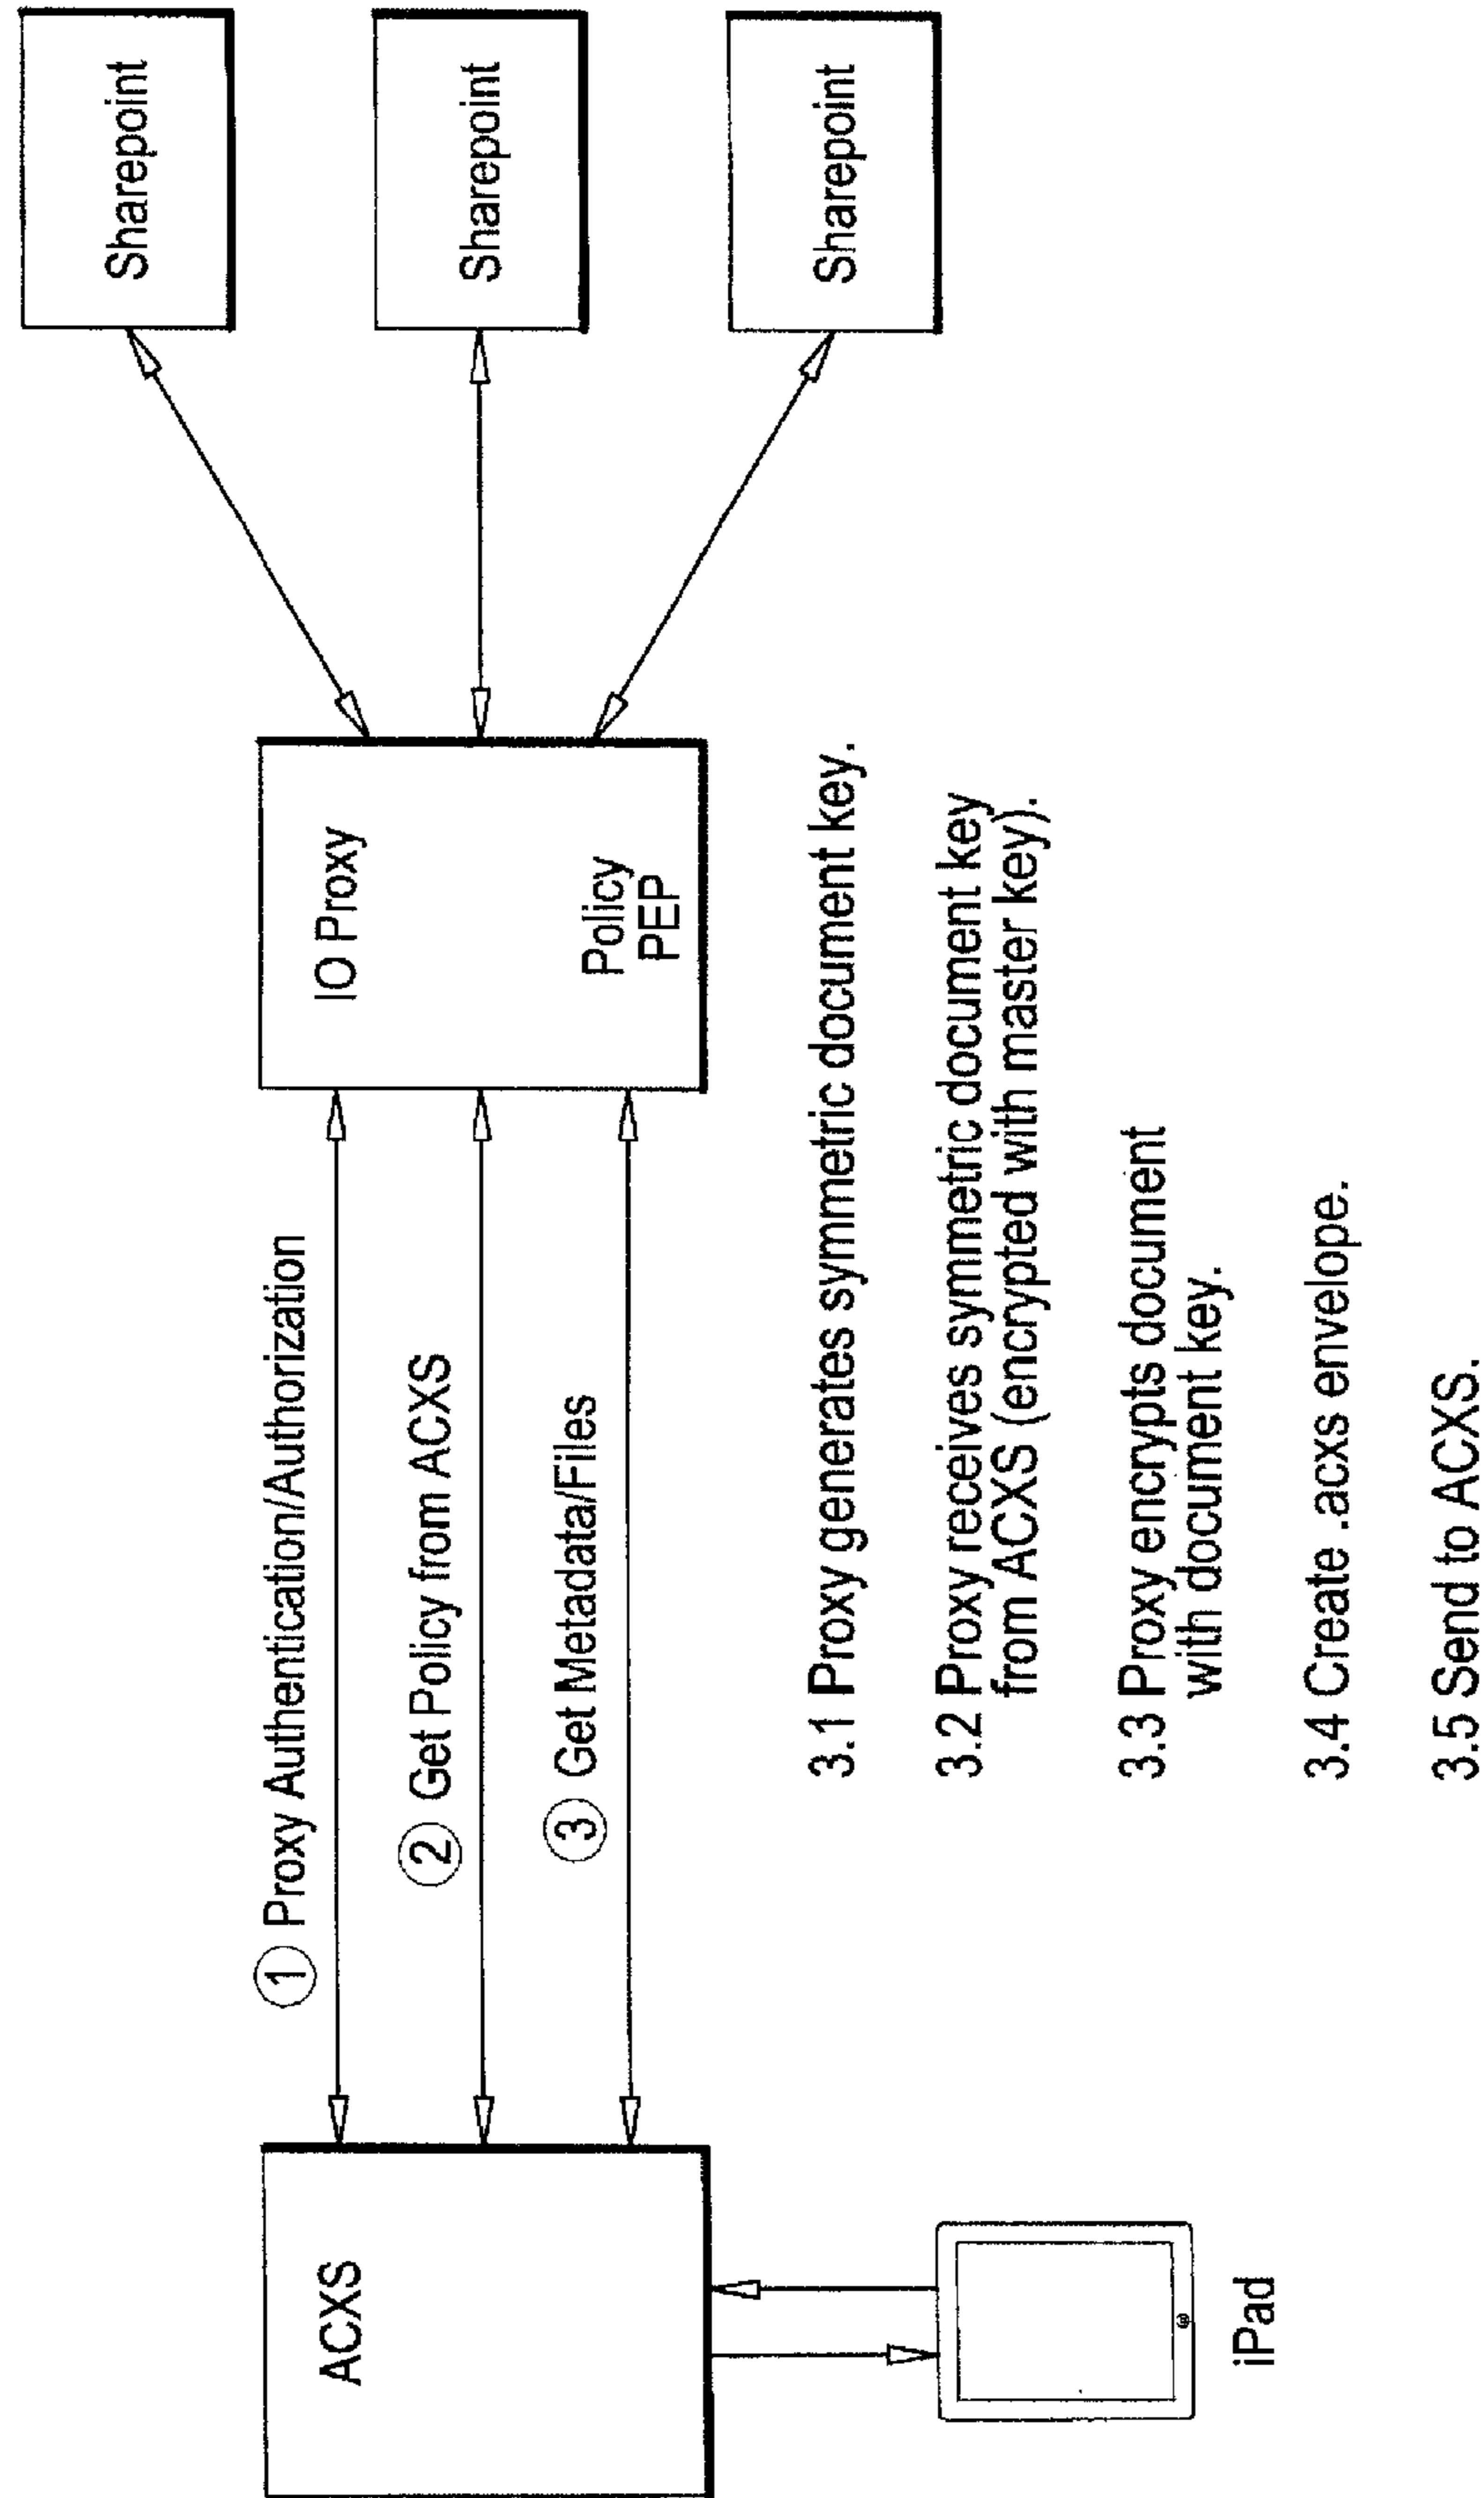 ACXS
iPad
① Proxy Authentication/Authorization
② Get Policy from ACXS
③ Get Metadata/Files
IO Proxy
Policy
PEP
Sharepoint
Sharepoint
Sharepoint
3.1 Proxy generates symmetric document key.
3.2 Proxy receives symmetric document key
from ACXS (encrypted with master key).
3.3 Proxy encrypts document
with document key.
3.4 Create .acxs envelope.
3.5 Send to ACXS.